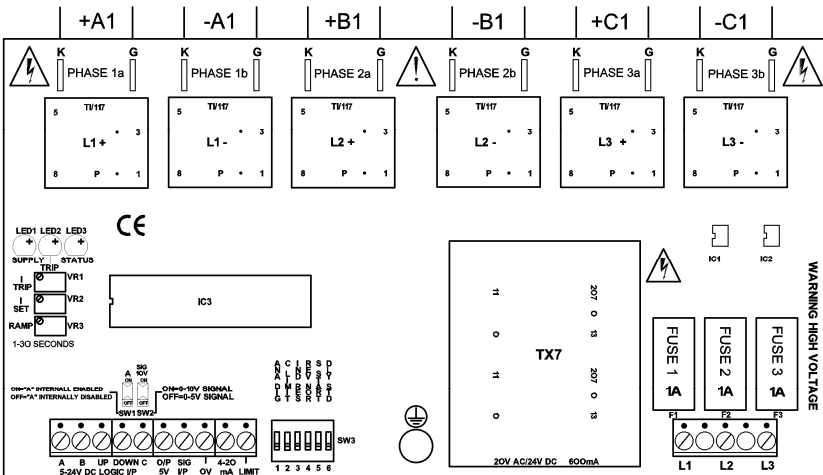 +A1 -A1 +B1 -B1 +C1 -C1
K G K G K G K G K G K G
PHASE 1a PHASE 1b PHASE 2a PHASE 2b PHASE 3a PHASE 3b
TI/117 TI/117 TI/117 TI/117 TI/117 TI/117
5 3 5 3 5 3 5 3 5 3 5 3
L1 + L1 - L2 + L2 - L3 + L3 -
8 P 1 8 P 1 8 P 1 8 P 1 8 P 1 8 P 1
CE
LED1 LED2 LED3
SUPPLY STATUS
TRIP
I TRIP VR1
I SET VR2
RAMP VR3
1-30 SECONDS
IC3
IC1 IC2
WARNING HIGH VOLTAGE
11 207
0 0
13
TX7
11 207
0 0
13
20V AC/24V DC 600mA
FUSE 1 FUSE 2 FUSE 3
1A 1A 1A
F1 F2 F3
L1 L2 L3
A SIG 10V
ON ON
OFF OFF
SW1 SW2
ON="A" INTERNALL ENABLED
OFF="A" INTERNALLY DISABLED
ON=0-10V SIGNAL
OFF=0-5V SIGNAL
SW3
1 2 3 4 5 6
A B UP DOWN C O/P SIG I 4-20 I
5-24V DC LOGIC I/P 5V I/P 0V mA LIMIT